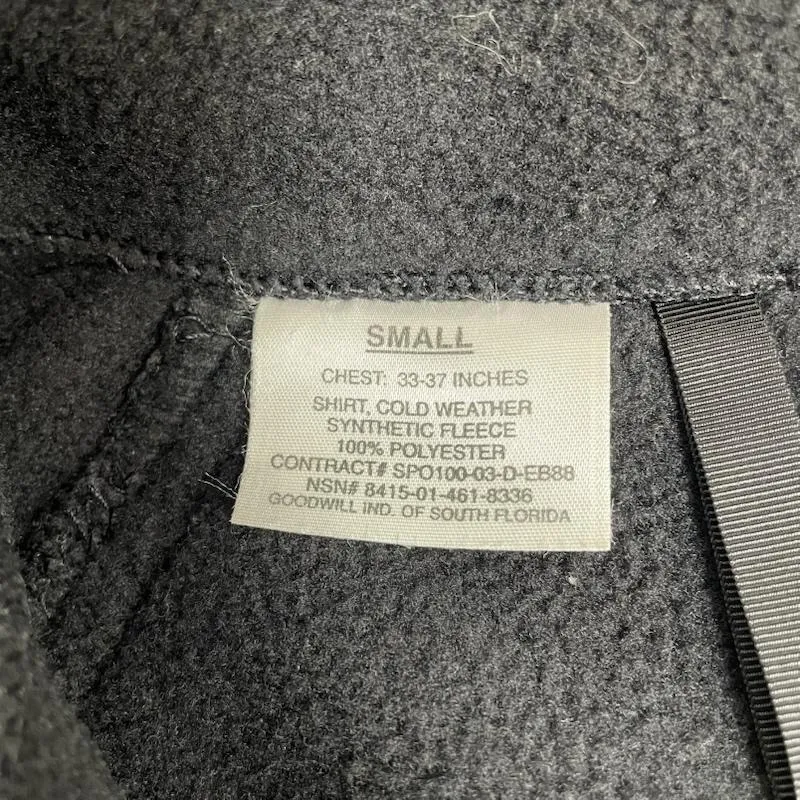 SMALL
CHEST: 33-37 INCHES
SHIRT, COLD WEATHER
SYNTHETIC FLEECE
100% POLYESTER
CONTRACT# SPO100-03-D-EB88
NSN# 8415-01-461-8336
GOODWILL IND. OF SOUTH FLORIDA